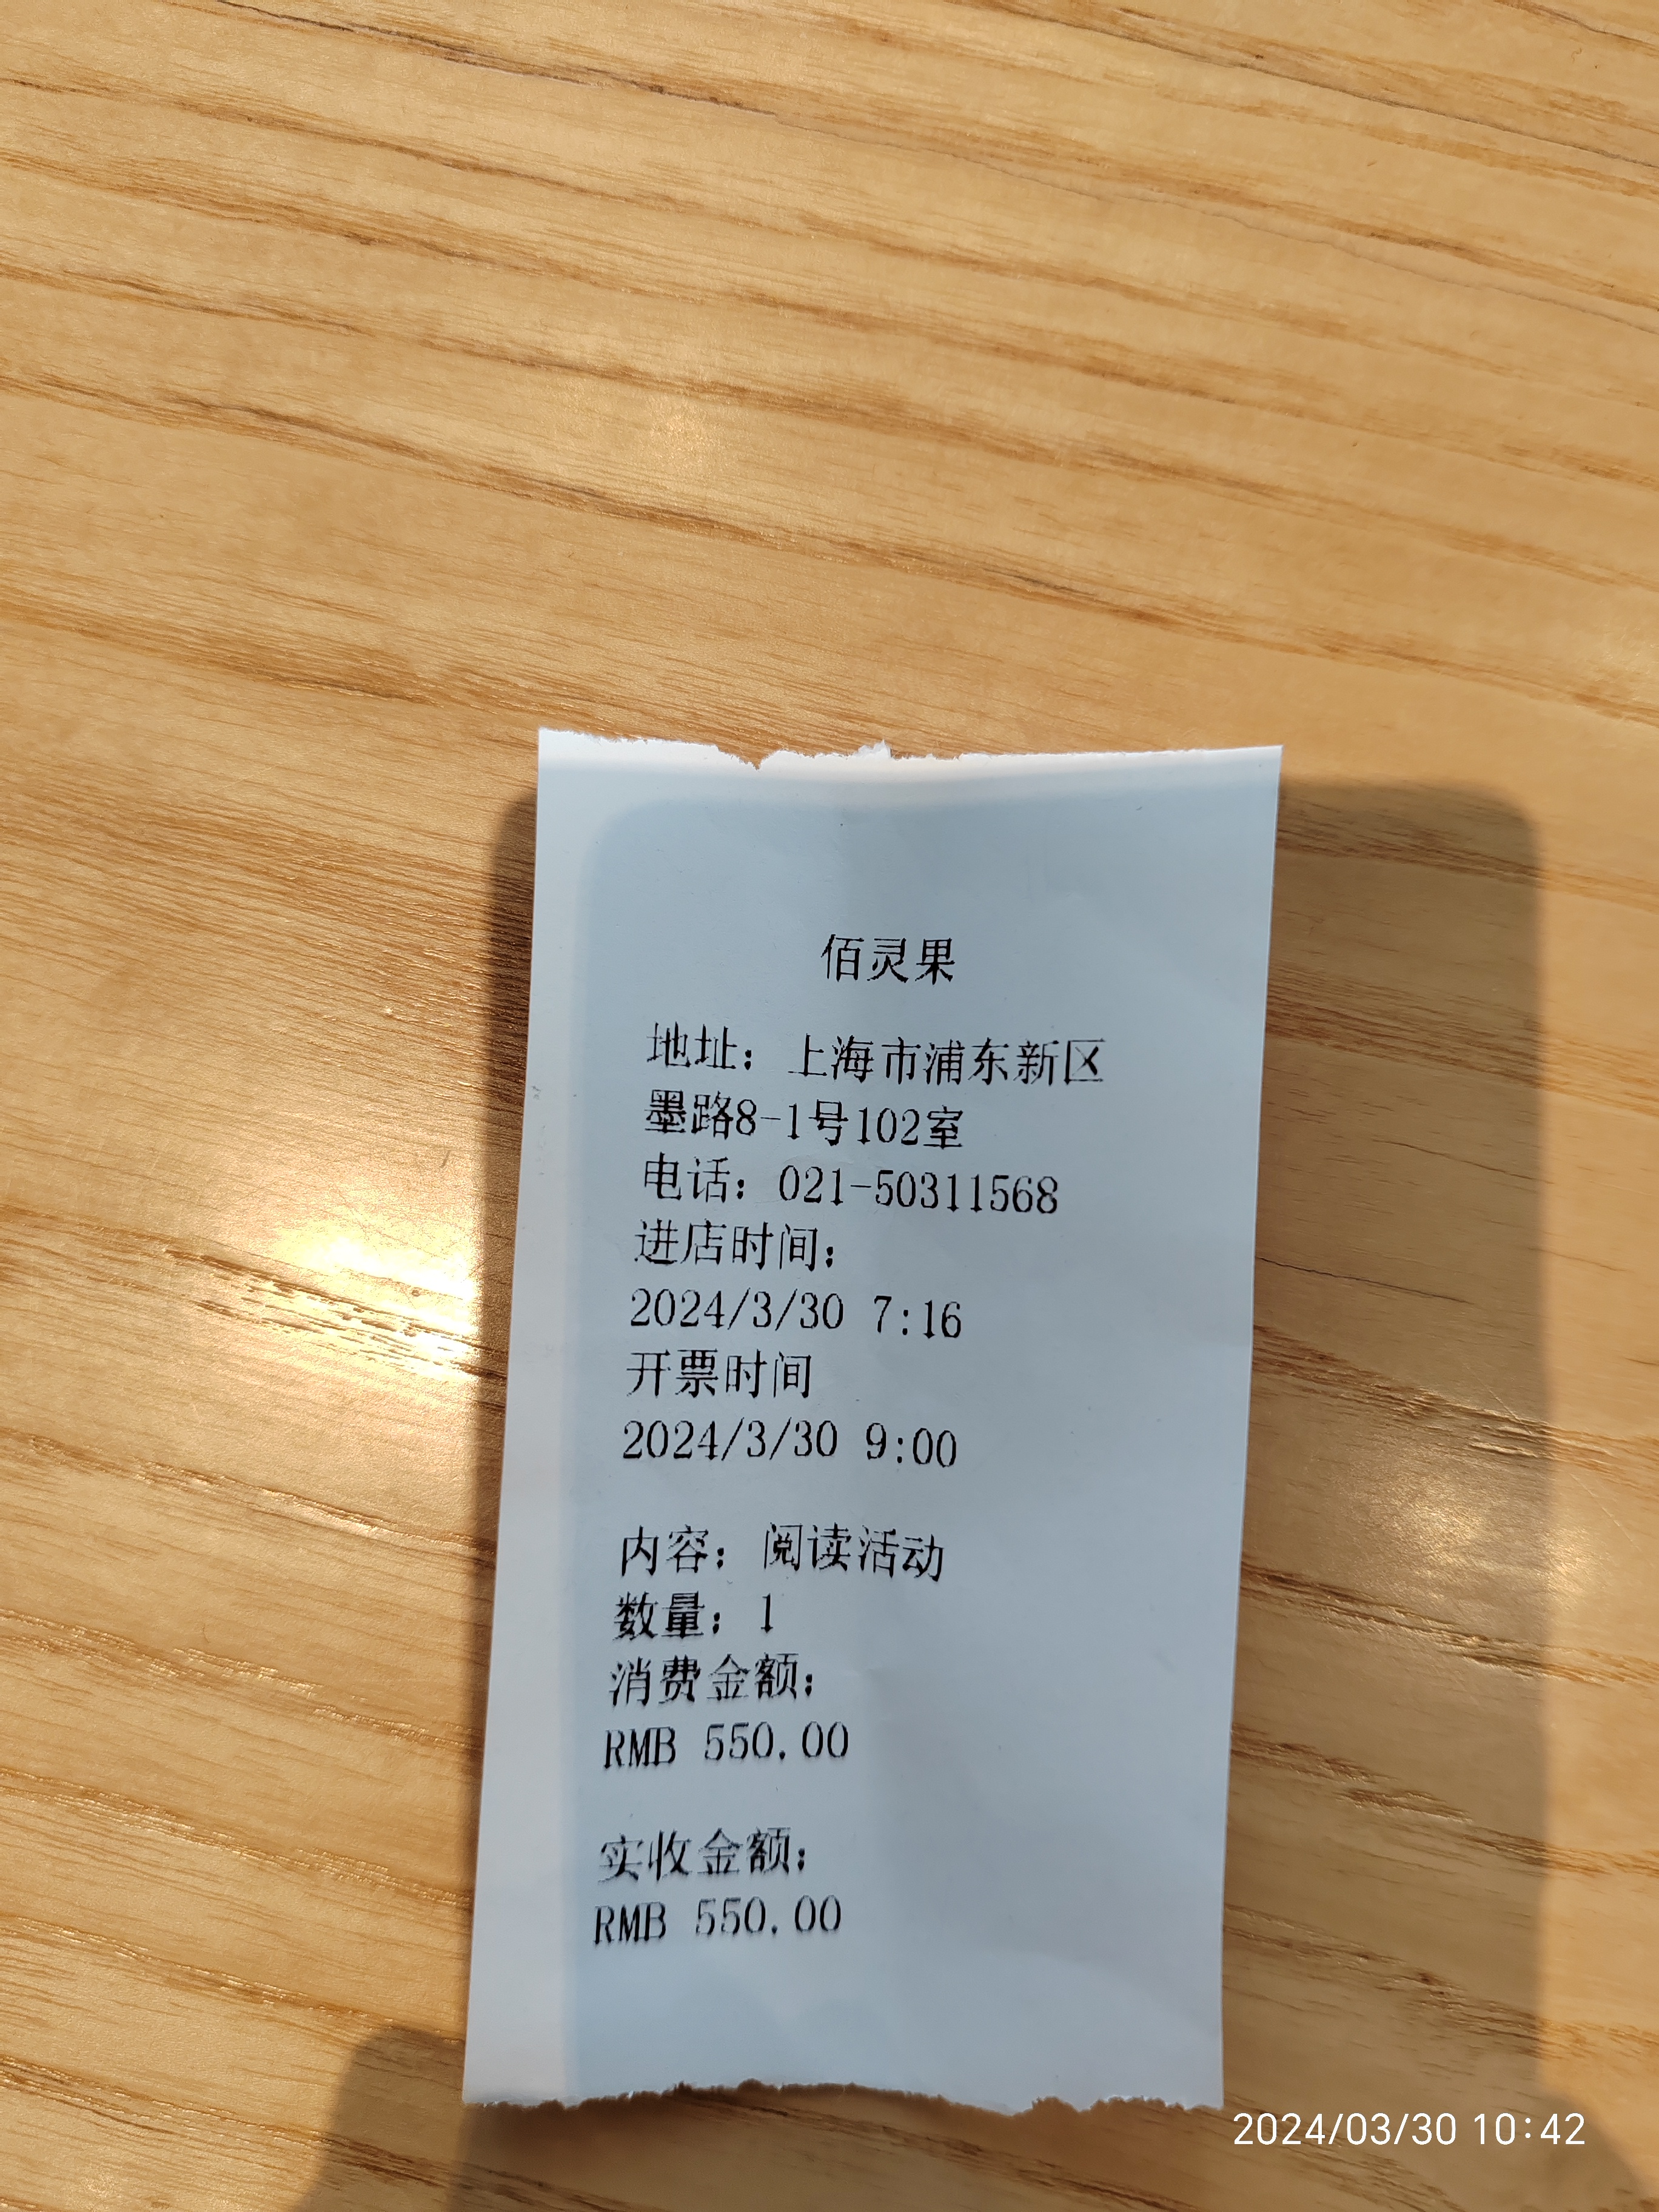 佰灵果
地址：上海市浦东新区
墨路8-1号102室
电话：021-50311568
进店时间：
2024/3/30 7:16
开票时间
2024/3/30 9:00
内容：阅读活动
数量：1
消费金额：
RMB 550.00
实收金额：
RMB 550.00
2024/03/30 10:42